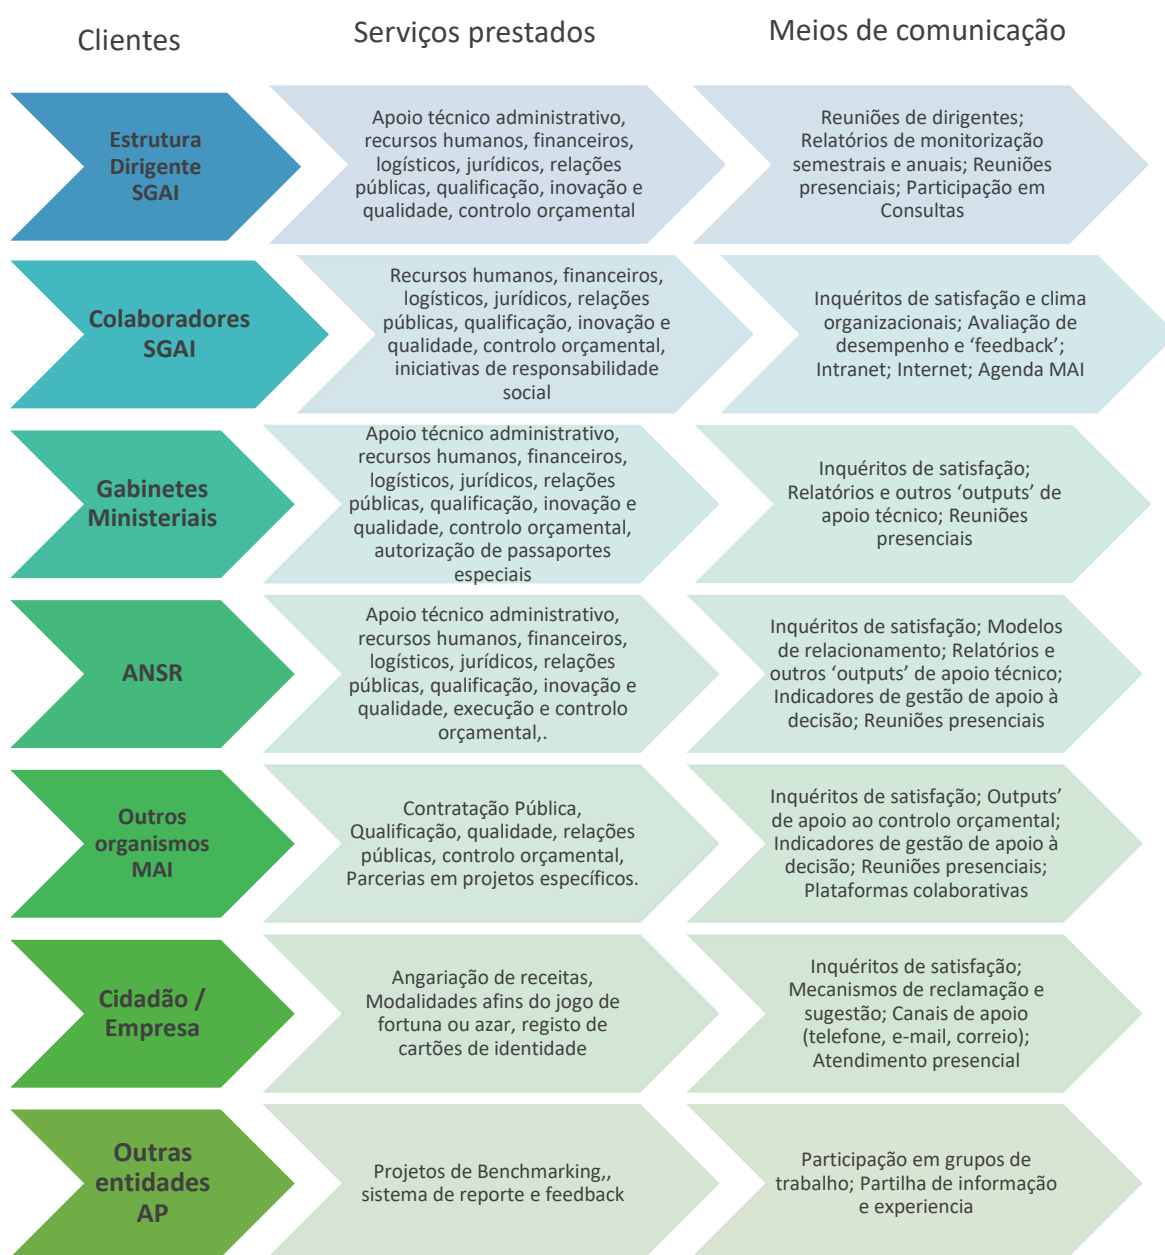 Clientes
Serviços prestados
Meios de comunicação
Estrutura
Dirigente
SGAI
Apoio técnico administrativo,
recursos humanos, financeiros,
logísticos, jurídicos, relações
públicas, qualificação, inovação e
qualidade, controlo orçamental
Reuniões de dirigentes;
Relatórios de monitorização
semestrais e anuais; Reuniões
presenciais; Participação em
Consultas
Colaboradores
SGAI
Recursos humanos, financeiros,
logísticos, jurídicos, relações
públicas, qualificação, inovação e
qualidade, controlo orçamental,
iniciativas de responsabilidade
social
Inquéritos de satisfação e clima
organizacionais; Avaliação de
desempenho e ‘feedback’;
Intranet; Internet; Agenda MAI
Gabinetes
Ministeriais
Apoio técnico administrativo,
recursos humanos, financeiros,
logísticos, jurídicos, relações
públicas, qualificação, inovação e
qualidade, controlo orçamental,
autorização de passaportes
especiais
Inquéritos de satisfação;
Relatórios e outros ‘outputs’ de
apoio técnico; Reuniões
presenciais
ANSR
Apoio técnico administrativo,
recursos humanos, financeiros,
logísticos, jurídicos, relações
públicas, qualificação, inovação e
qualidade, execução e controlo
orçamental,.
Inquéritos de satisfação; Modelos
de relacionamento; Relatórios e
outros ‘outputs’ de apoio técnico;
Indicadores de gestão de apoio à
decisão; Reuniões presenciais
Outros
organismos
MAI
Contratação Pública,
Qualificação, qualidade, relações
públicas, controlo orçamental,
Parcerias em projetos específicos.
Inquéritos de satisfação; Outputs’
de apoio ao controlo orçamental;
Indicadores de gestão de apoio à
decisão; Reuniões presenciais;
Plataformas colaborativas
Cidadão /
Empresa
Angariação de receitas,
Modalidades afins do jogo de
fortuna ou azar, registo de
cartões de identidade
Inquéritos de satisfação;
Mecanismos de reclamação e
sugestão; Canais de apoio
(telefone, e-mail, correio);
Atendimento presencial
Outras
entidades
AP
Projetos de Benchmarking,,
sistema de reporte e feedback
Participação em grupos de
trabalho; Partilha de informação
e experiencia